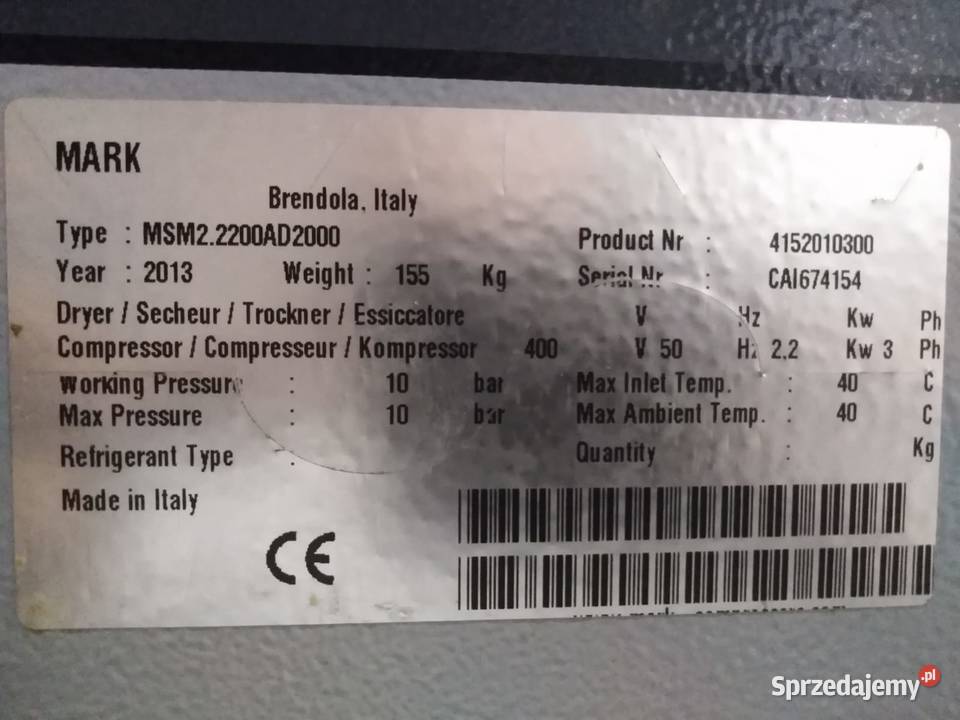 MARK
Brendola, Italy
Type : MSM2.2200AD2000 Product Nr : 4152010300
Year : 2013 Weight : 155 Kg Serial Nr : CAI674154
Dryer / Secheur / Trockner / Essiccatore V Hz Kw Ph
Compressor / Compresseur / Kompressor 400 V 50 Hz 2,2 Kw 3 Ph
Working Pressure : 10 bar Max Inlet Temp. : 40 C
Max Pressure : 10 bar Max Ambient Temp. : 40 C
Refrigerant Type : Quantity : Kg
Made in Italy
CE
Sprzedajemy.pl